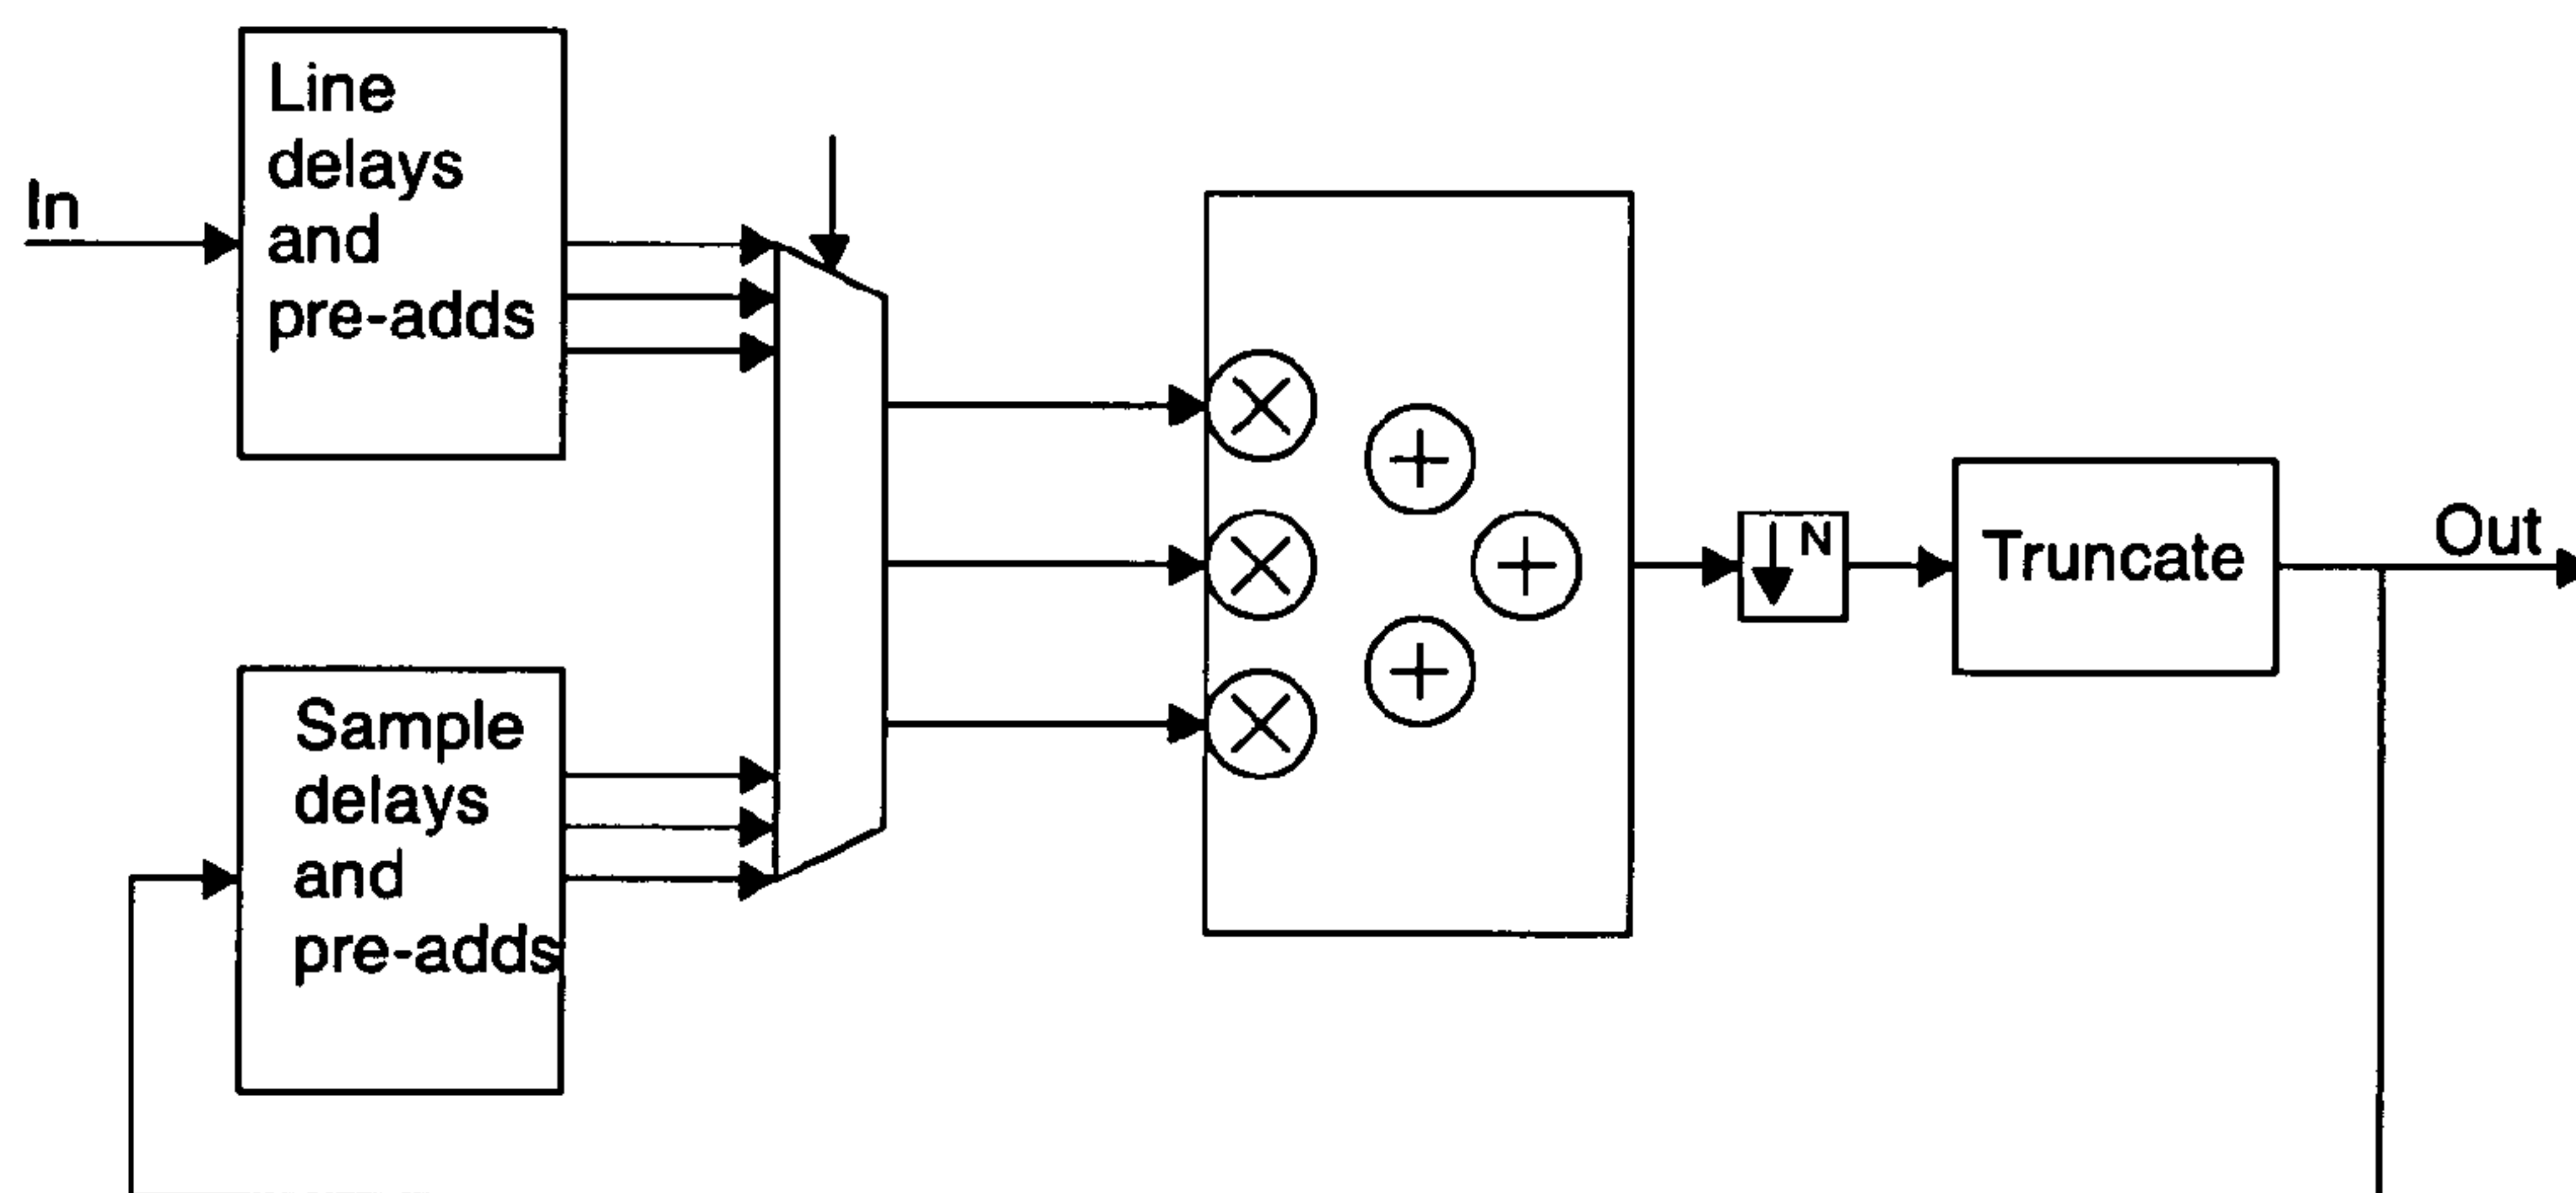 In
Line
delays
and
pre-adds
Sample
delays
and
pre-adds
N
Truncate
Out